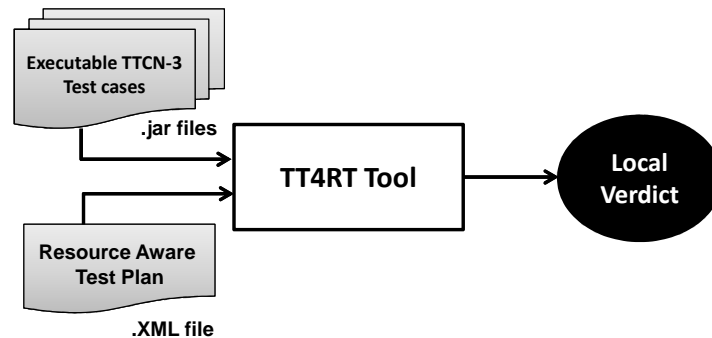 Executable TTCN-3
Test cases
.jar files
TT4RT Tool
Local
Verdict
Resource Aware
Test Plan
.XML file